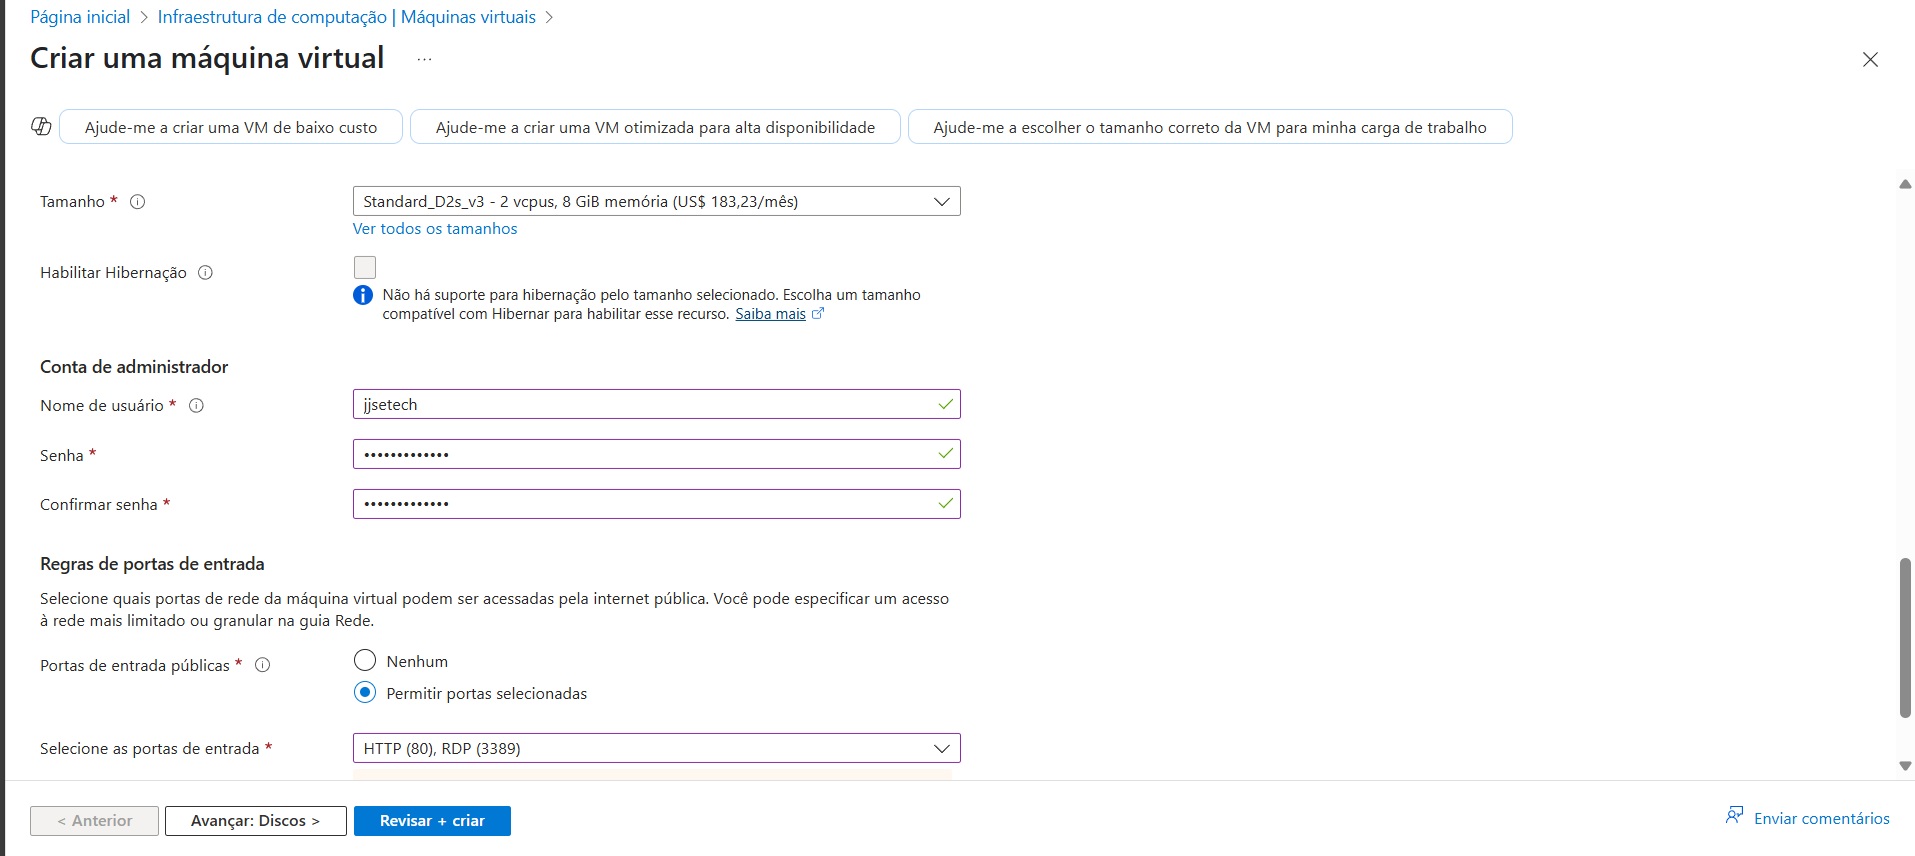 Página inicial > Infraestrutura de computação | Máquinas virtuais >
Criar uma máquina virtual ...
Ajude-me a criar uma VM de baixo custo
Ajude-me a criar uma VM otimizada para alta disponibilidade
Ajude-me a escolher o tamanho correto da VM para minha carga de trabalho
Tamanho *
Standard_D2s_v3 - 2 vcpus, 8 GiB memória (US$ 183,23/mês)
Ver todos os tamanhos
Habilitar Hibernação
Não há suporte para hibernação pelo tamanho selecionado. Escolha um tamanho
compatível com Hibernar para habilitar esse recurso. Saiba mais
Conta de administrador
Nome de usuário *
jjsetech
Senha *
•••••••••••••
Confirmar senha *
•••••••••••••
Regras de portas de entrada
Selecione quais portas de rede da máquina virtual podem ser acessadas pela internet pública. Você pode especificar um acesso
à rede mais limitado ou granular na guia Rede.
Portas de entrada públicas *
Nenhum
Permitir portas selecionadas
Selecione as portas de entrada *
HTTP (80), RDP (3389)
< Anterior
Avançar: Discos >
Revisar + criar
Enviar comentários